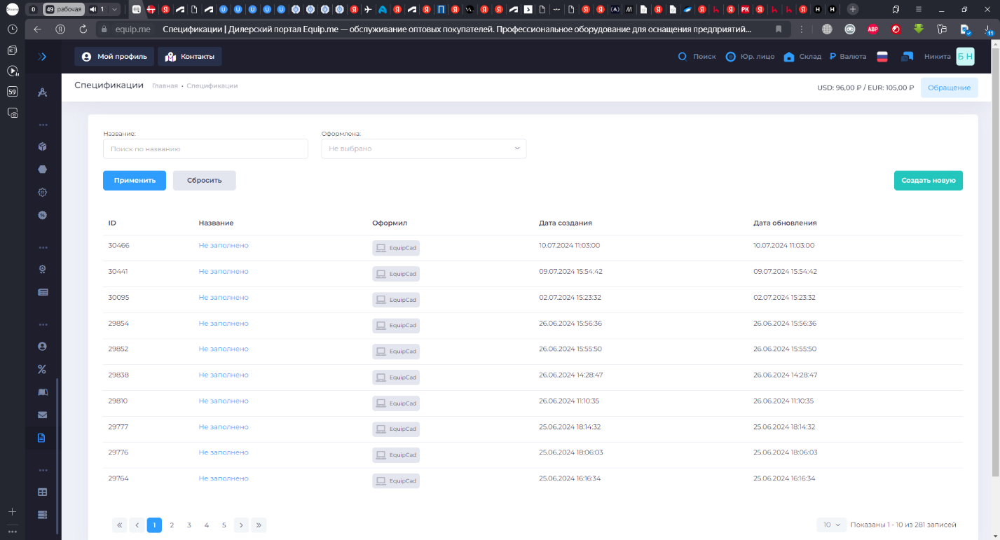 0 49 рабочая 1
equip.me Спецификации | Дилерский портал Equip.me — обслуживание оптовых покупателей. Профессиональное оборудование для оснащения предприятий...
ABP 11
59
Мой профиль Контакты Поиск Юр. лицо Склад Валюта Никита БН
Спецификации Главная • Спецификации USD: 96,00 ₽ / EUR: 105,00 ₽ Обращение
Название: Оформлена:
Поиск по названию Не выбрано
Применить Сбросить Создать новую
ID Название Оформил Дата создания Дата обновления
30466 Не заполнено EquipCad 10.07.2024 11:03:00 10.07.2024 11:03:00
30441 Не заполнено EquipCad 09.07.2024 15:54:42 09.07.2024 15:54:42
30095 Не заполнено EquipCad 02.07.2024 15:23:32 02.07.2024 15:23:32
29854 Не заполнено EquipCad 26.06.2024 15:56:36 26.06.2024 15:56:36
29852 Не заполнено EquipCad 26.06.2024 15:55:50 26.06.2024 15:55:50
29838 Не заполнено EquipCad 26.06.2024 14:28:47 26.06.2024 14:28:47
29810 Не заполнено EquipCad 26.06.2024 11:10:35 26.06.2024 11:10:35
29777 Не заполнено EquipCad 25.06.2024 18:14:32 25.06.2024 18:14:32
29776 Не заполнено EquipCad 25.06.2024 18:06:03 25.06.2024 18:06:03
29764 Не заполнено EquipCad 25.06.2024 16:16:34 25.06.2024 16:16:34
« ‹ 1 2 3 4 5 › » 10 Показаны 1 - 10 из 281 записей